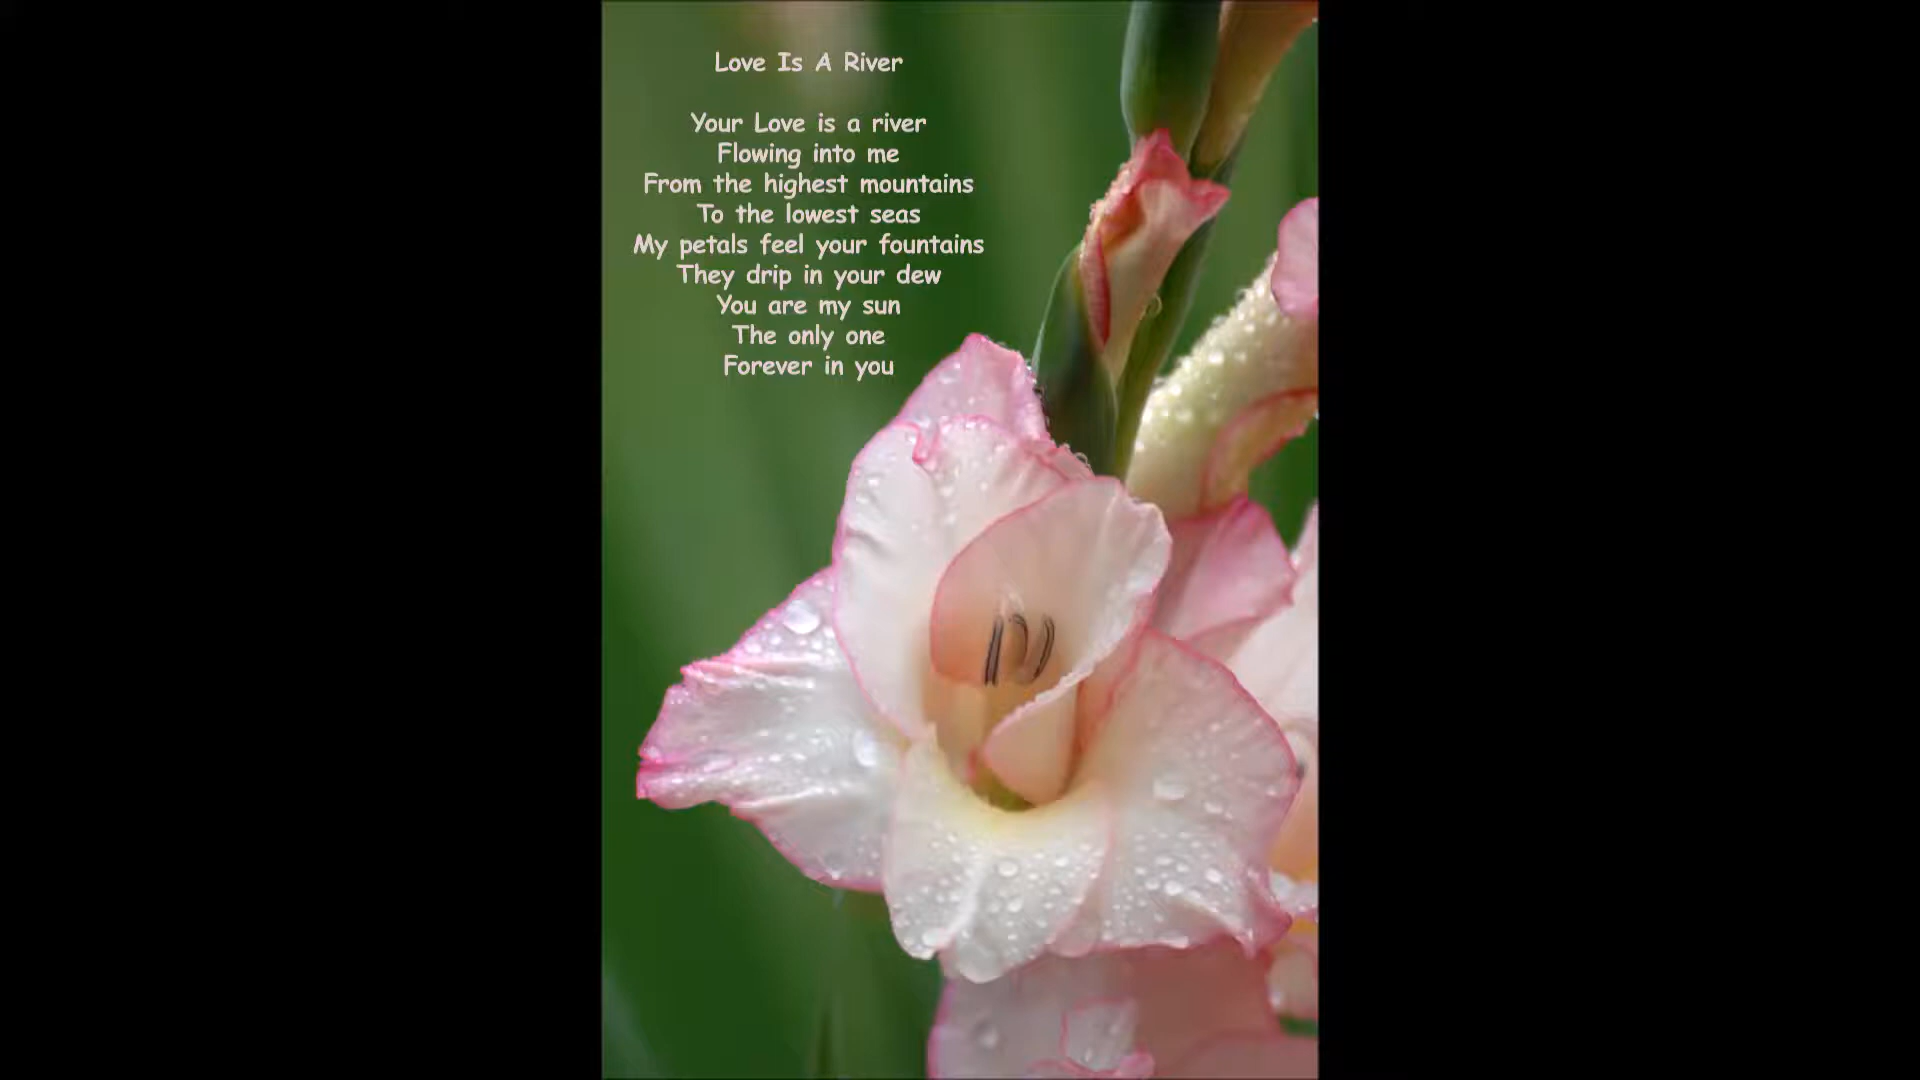 Love Is A River
Your Love is a river
Flowing into me
From the highest mountains
To the lowest seas
My petals feel your fountains
They drip in your dew
You are my sun
The only one
Forever in you